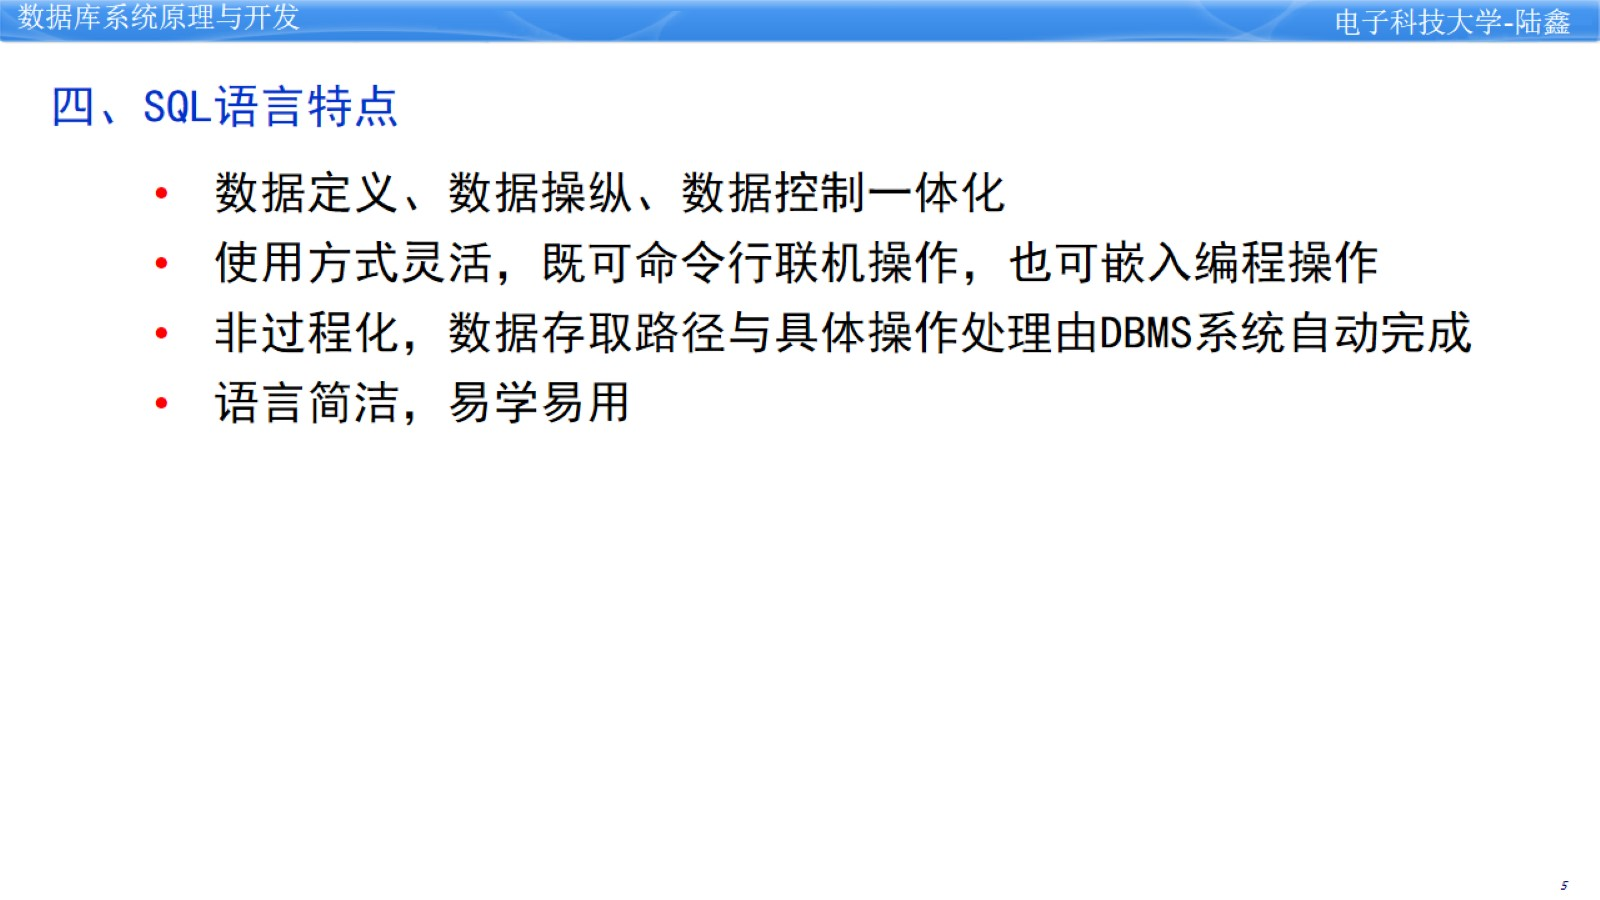 数据库系统原理与开发
电子科技大学-陆鑫
四、SQL语言特点
• 数据定义、数据操纵、数据控制一体化
• 使用方式灵活，既可命令行联机操作，也可嵌入编程操作
• 非过程化，数据存取路径与具体操作处理由DBMS系统自动完成
• 语言简洁，易学易用
5